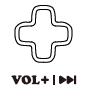 VOL+ | ⏭